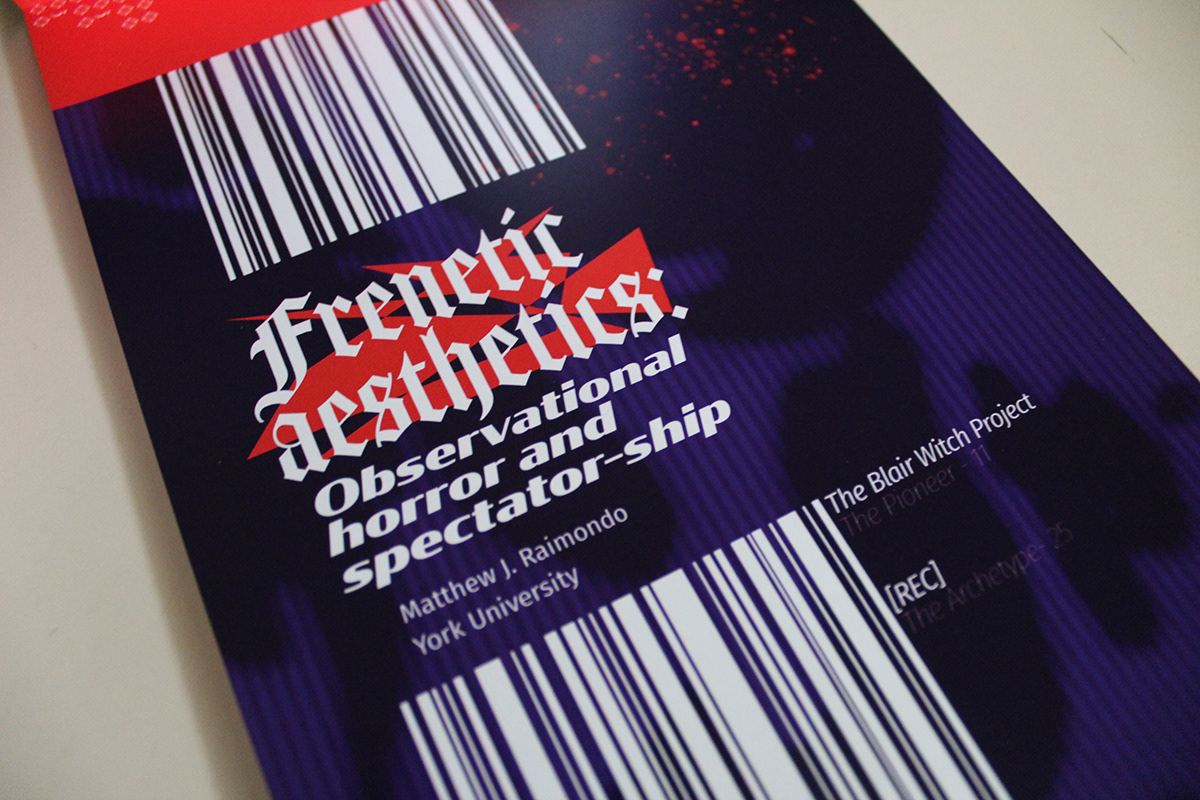 Frenetic
aesthetics:
Observational
horror and
spectator-ship
Matthew J. Raimondo
York University
The Blair Witch Project
The Pioneer - 11
[REC]
The Archetype- 25